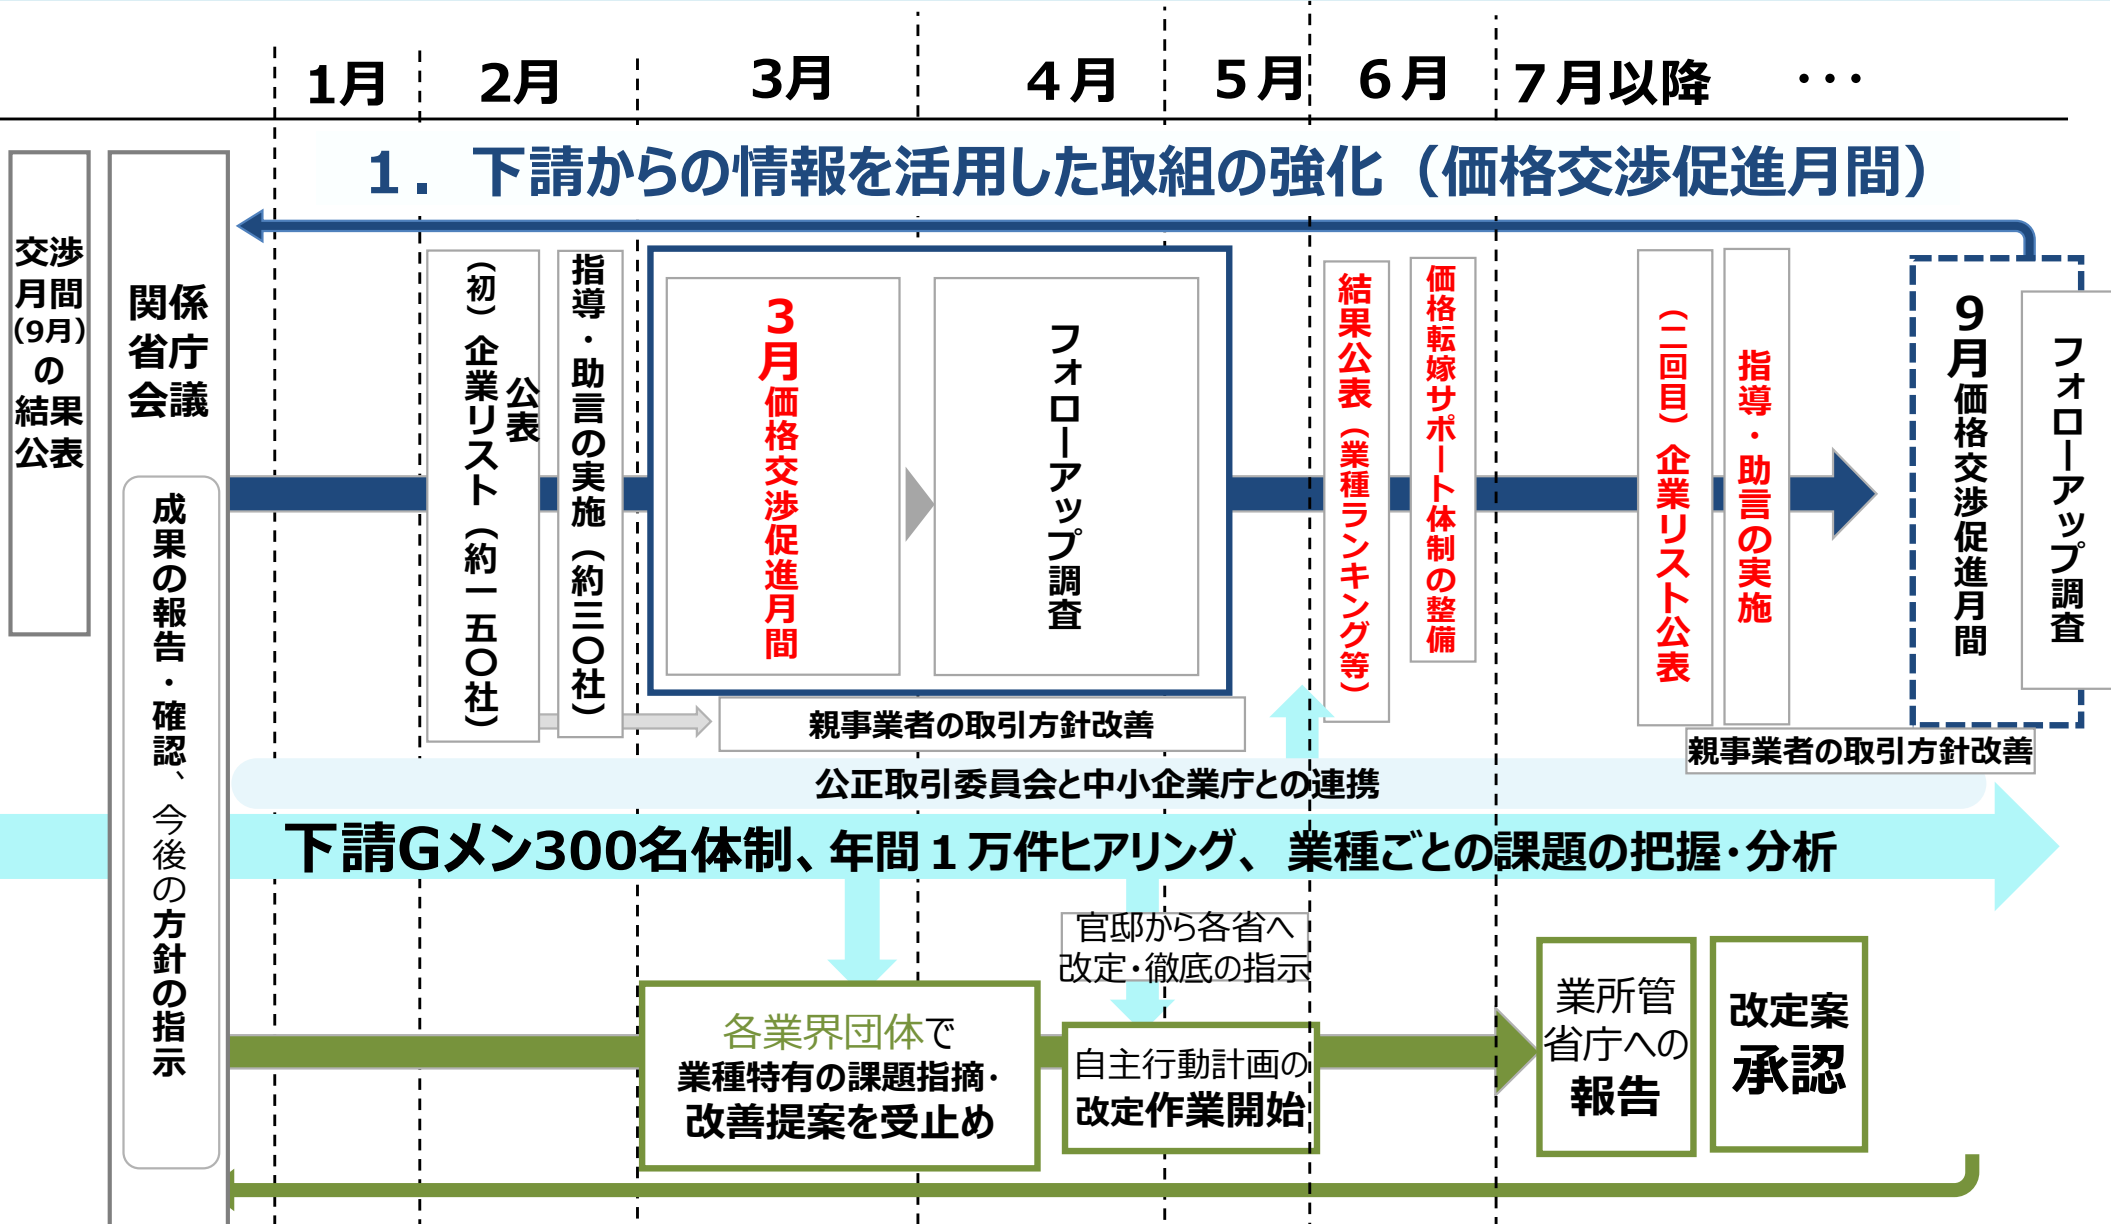 1月
2月
3月
４月
５月
６月
７月以降
・・・
１． 下請からの情報を活用した取組の強化（価格交渉促進月間）
交渉
月間
(9月)
の
結果
公表
関係
省庁
会議
成果の報告・確認、今後の方針の指示
（初）企業リスト（約一五〇社）
公表
指導・助言の実施（約三〇社）
３月価格交渉促進月間
フォローアップ調査
結果公表（業種ランキング等）
価格転嫁サポート体制の整備
（二回目）企業リスト公表
指導・助言の実施
９月価格交渉促進月間
フォローアップ調査
親事業者の取引方針改善
親事業者の取引方針改善
公正取引委員会と中小企業庁との連携
下請Gメン300名体制、年間１万件ヒアリング、業種ごとの課題の把握・分析
官邸から各省へ
改定・徹底の指示
各業界団体で
業種特有の課題指摘・
改善提案を受止め
自主行動計画の
改定作業開始
業所管
省庁への
報告
改定案
承認